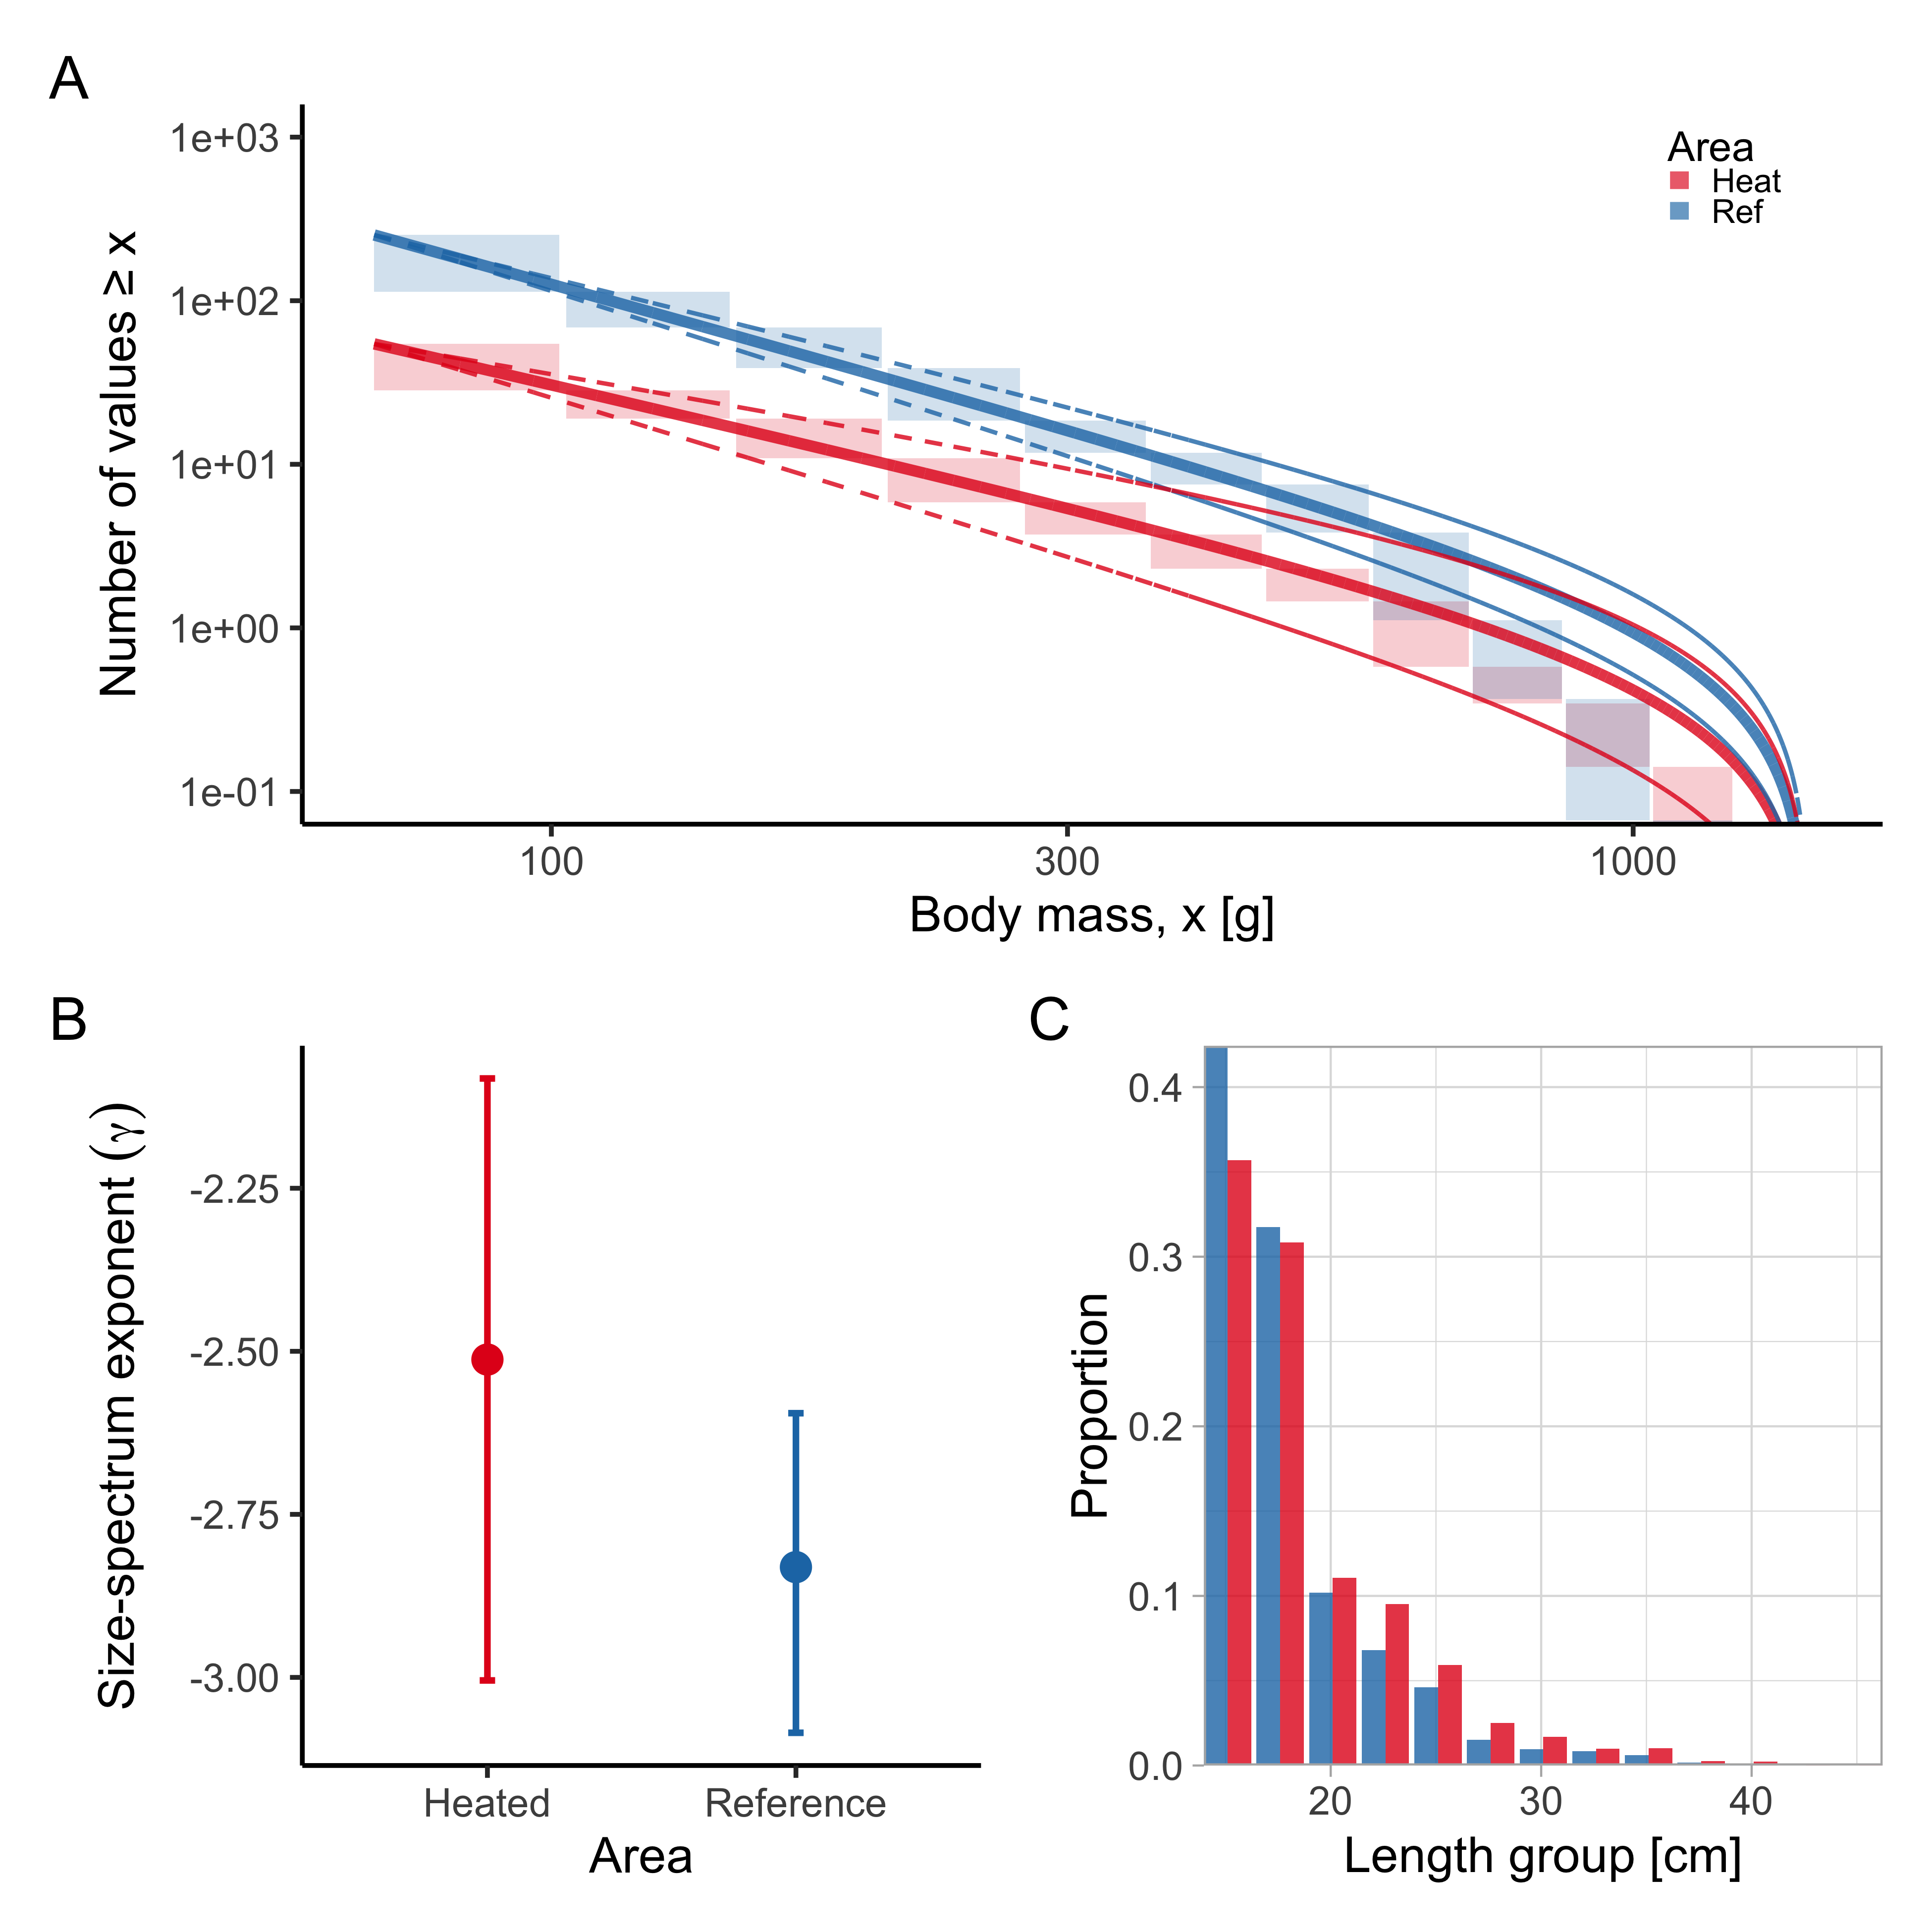 A
Number of values ≥ x
1e+03
1e+02
1e+01
1e+00
1e-01
Area
Heat
Ref
100 300 1000
Body mass, x [g]
B
Size-spectrum exponent (γ)
-2.25
-2.50
-2.75
-3.00
Heated Reference
Area
C
Proportion
0.4
0.3
0.2
0.1
0.0
20 30 40
Length group [cm]